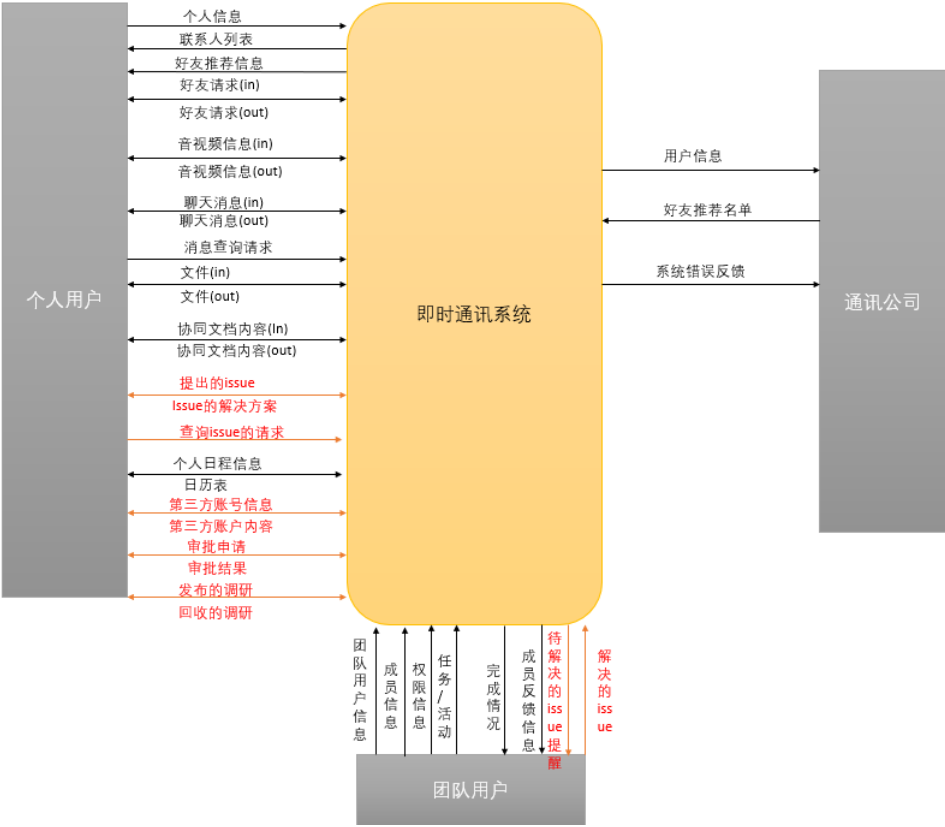 个人信息
联系人列表
好友推荐信息
好友请求(in)
好友请求(out)
音视频信息(in)
音视频信息(out)
聊天消息(in)
聊天消息(out)
消息查询请求
文件(in)
文件(out)
协同文档内容(In)
协同文档内容(out)
提出的issue
Issue的解决方案
查询issue的请求
个人日程信息
日历表
第三方账号信息
第三方账户内容
审批申请
审批结果
发布的调研
回收的调研
个人用户
即时通讯系统
用户信息
好友推荐名单
系统错误反馈
通讯公司
团队用户信息
成员信息
权限信息
任务/活动
完成情况
成员反馈信息
待解决的issue提醒
解决的issue
团队用户